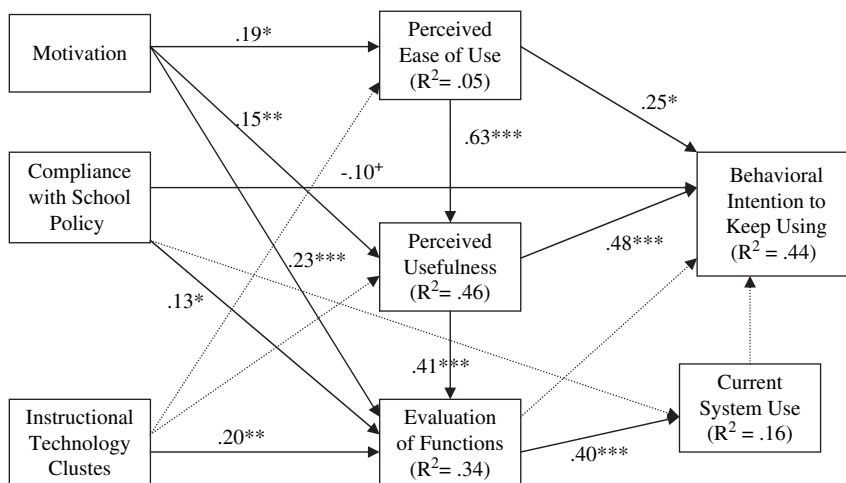 Motivation
.19*
Perceived
Ease of Use
(R² = .05)
.15**
.63***
.25*
Compliance
with School
Policy
-.10⁺
Behavioral
Intention to
Keep Using
(R² = .44)
Perceived
Usefulness
(R² = .46)
.48***
.23***
.13*
.41***
Instructional
Technology
Clustes
.20**
Evaluation
of Functions
(R² = .34)
.40***
Current
System Use
(R² = .16)